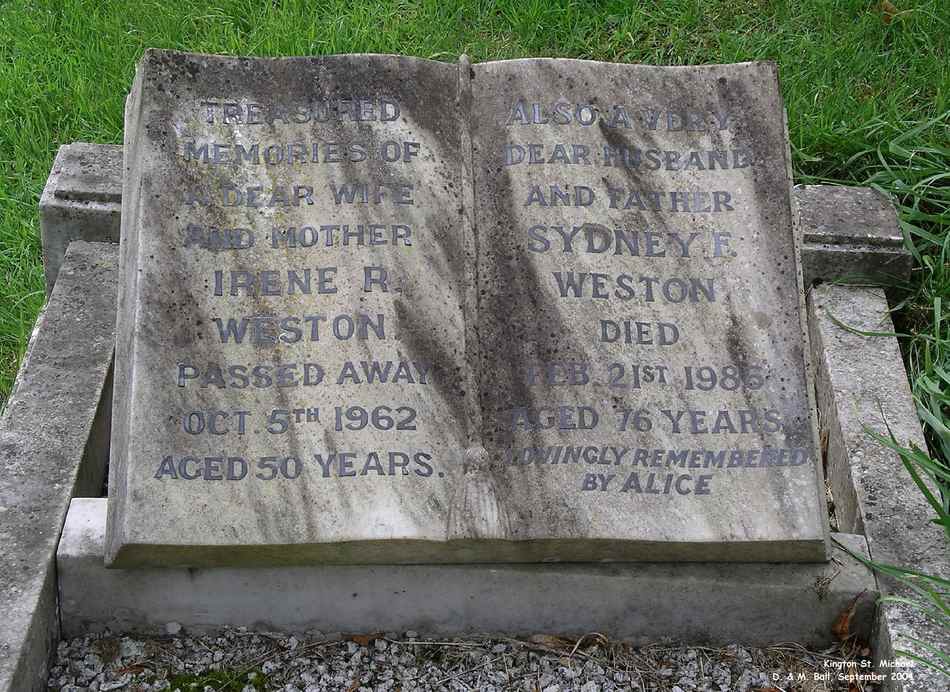 TREASURED
MEMORIES OF
A DEAR WIFE
AND MOTHER
IRENE R.
WESTON
PASSED AWAY
OCT 5TH 1962
AGED 50 YEARS.
ALSO A VERY
DEAR HUSBAND
AND FATHER
SYDNEY F.
WESTON
DIED
FEB 21ST
AGED 76 YEARS
LOVINGLY REMEMBERED
BY ALICE
Kington St. Michael
D. & M. Ball, September